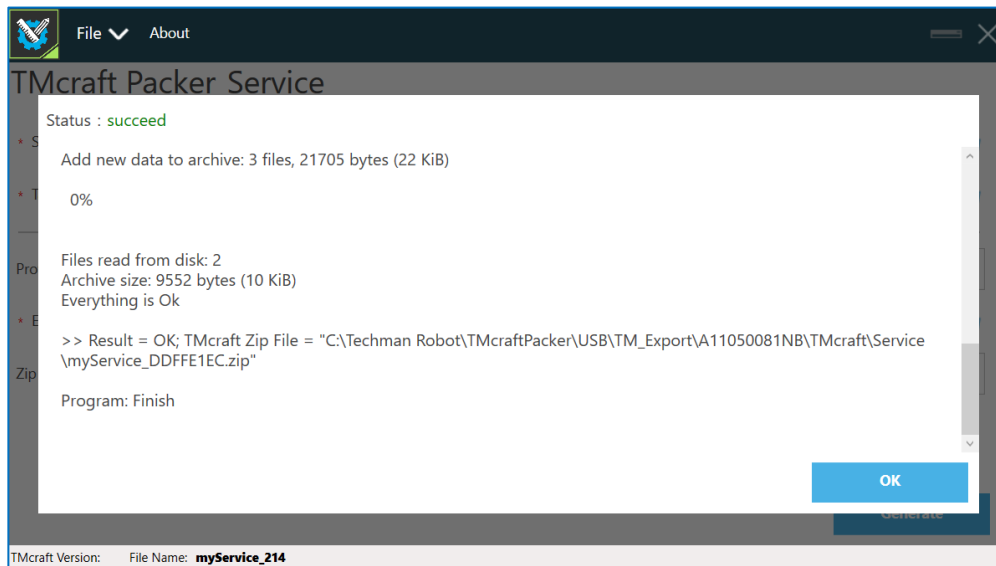 File About
TMcraft Packer Service
Status : succeed
* S
Add new data to archive: 3 files, 21705 bytes (22 KiB)
* T
0%
Files read from disk: 2
Pro
Archive size: 9552 bytes (10 KiB)
Everything is Ok
* E
>> Result = OK; TMcraft Zip File = "C:\Techman Robot\TMcraftPacker\USB\TM_Export\A11050081NB\TMcraft\Service
\myService_DDFFE1EC.zip"
Zip
Program: Finish
OK
Generate
TMcraft Version: File Name: myService_214